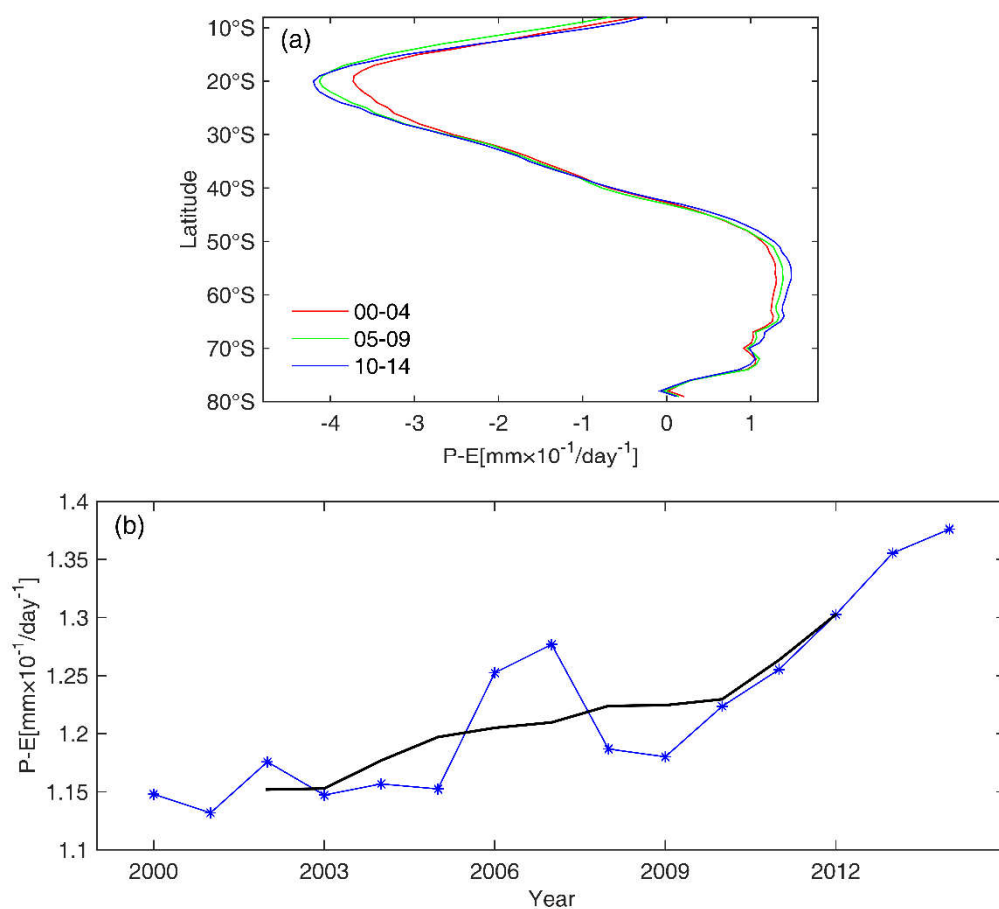 (a)
10°S
20°S
30°S
40°S
50°S
60°S
70°S
80°S
Latitude
00-04
05-09
10-14
-4 -3 -2 -1 0 1
P-E[mm×10⁻¹/day⁻¹]
(b)
1.4
1.35
1.3
1.25
1.2
1.15
1.1
P-E[mm×10⁻¹/day⁻¹]
2000 2003 2006 2009 2012
Year